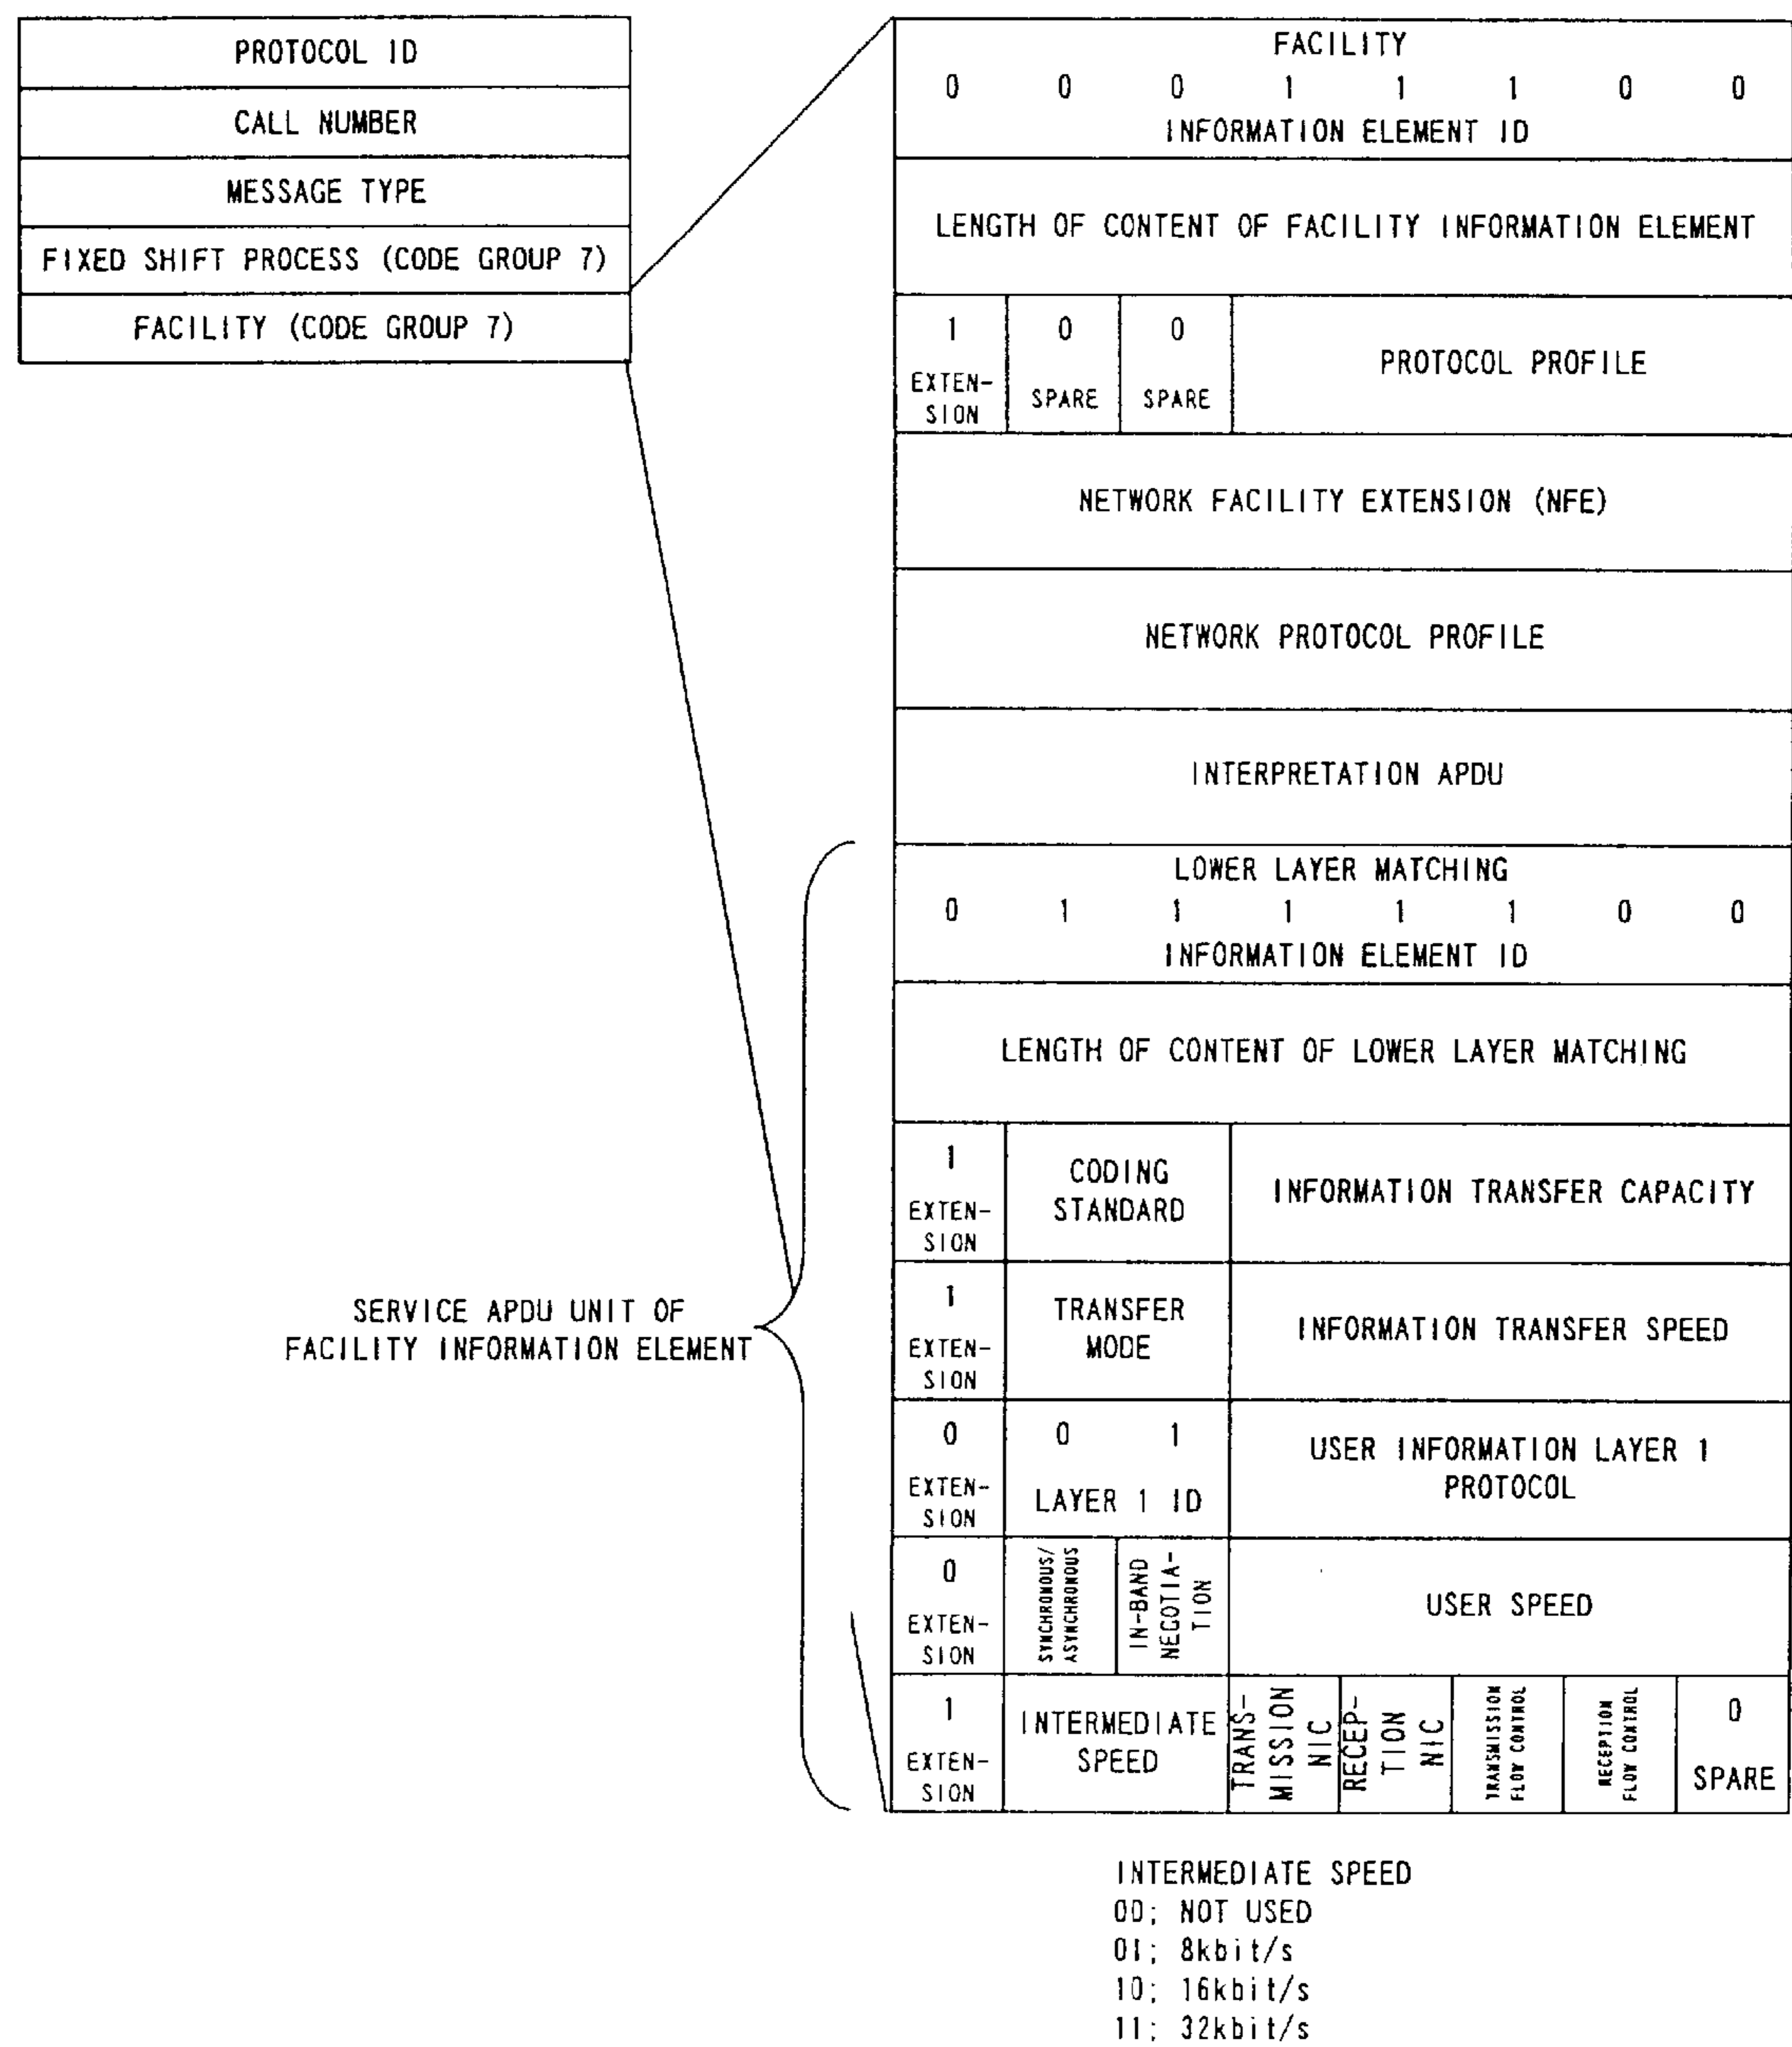 PROTOCOL ID
CALL NUMBER
MESSAGE TYPE
FIXED SHIFT PROCESS (CODE GROUP 7)
FACILITY (CODE GROUP 7)
FACILITY
0 0 0 1 1 1 0 0
INFORMATION ELEMENT ID
LENGTH OF CONTENT OF FACILITY INFORMATION ELEMENT
1 0 0
PROTOCOL PROFILE
EXTEN-
SION
SPARE SPARE
NETWORK FACILITY EXTENSION (NFE)
NETWORK PROTOCOL PROFILE
INTERPRETATION APDU
LOWER LAYER MATCHING
0 1 1 1 1 1 0 0
INFORMATION ELEMENT ID
LENGTH OF CONTENT OF LOWER LAYER MATCHING
1
EXTEN-
SION
CODING
STANDARD
INFORMATION TRANSFER CAPACITY
1
EXTEN-
SION
TRANSFER
MODE
INFORMATION TRANSFER SPEED
SERVICE APDU UNIT OF
FACILITY INFORMATION ELEMENT
0
EXTEN-
SION
0 1
LAYER 1 ID
USER INFORMATION LAYER 1
PROTOCOL
0
EXTEN-
SION
SYNCHRONOUS/
ASYNCHRONOUS
IN-BAND
NEGOTIA-
TION
USER SPEED
1
EXTEN-
SION
INTERMEDIATE
SPEED
TRANS-
MISSION
NIC
RECEP-
TION
NIC
TRANSMISSION
FLOW CONTROL
RECEPTION
FLOW CONTROL
0
SPARE
INTERMEDIATE SPEED
00; NOT USED
01; 8kbit/s
10; 16kbit/s
11; 32kbit/s